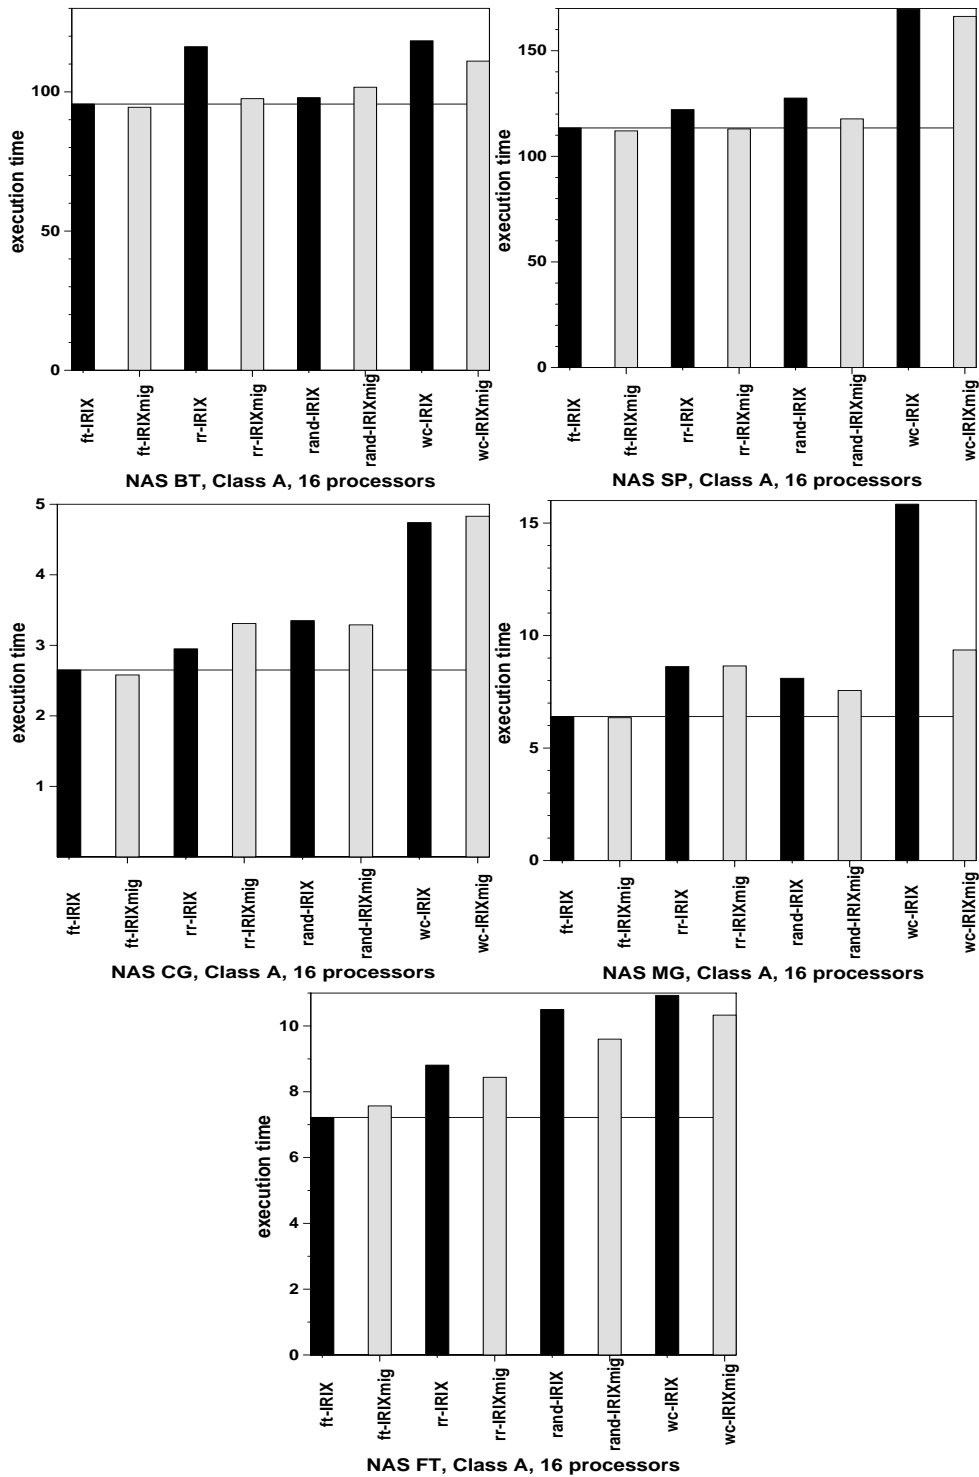 execution time
100
50
0
ft-IRIX
ft-IRIXmig
rr-IRIX
rr-IRIXmig
rand-IRIX
rand-IRIXmig
wc-IRIX
wc-IRIXmig
NAS BT, Class A, 16 processors
execution time
150
100
50
0
ft-IRIX
ft-IRIXmig
rr-IRIX
rr-IRIXmig
rand-IRIX
rand-IRIXmig
wc-IRIX
wc-IRIXmig
NAS SP, Class A, 16 processors
execution time
5
4
3
2
1
ft-IRIX
ft-IRIXmig
rr-IRIX
rr-IRIXmig
rand-IRIX
rand-IRIXmig
wc-IRIX
wc-IRIXmig
NAS CG, Class A, 16 processors
execution time
15
10
5
0
ft-IRIX
ft-IRIXmig
rr-IRIX
rr-IRIXmig
rand-IRIX
rand-IRIXmig
wc-IRIX
wc-IRIXmig
NAS MG, Class A, 16 processors
execution time
10
8
6
4
2
0
ft-IRIX
ft-IRIXmig
rr-IRIX
rr-IRIXmig
rand-IRIX
rand-IRIXmig
wc-IRIX
wc-IRIXmig
NAS FT, Class A, 16 processors